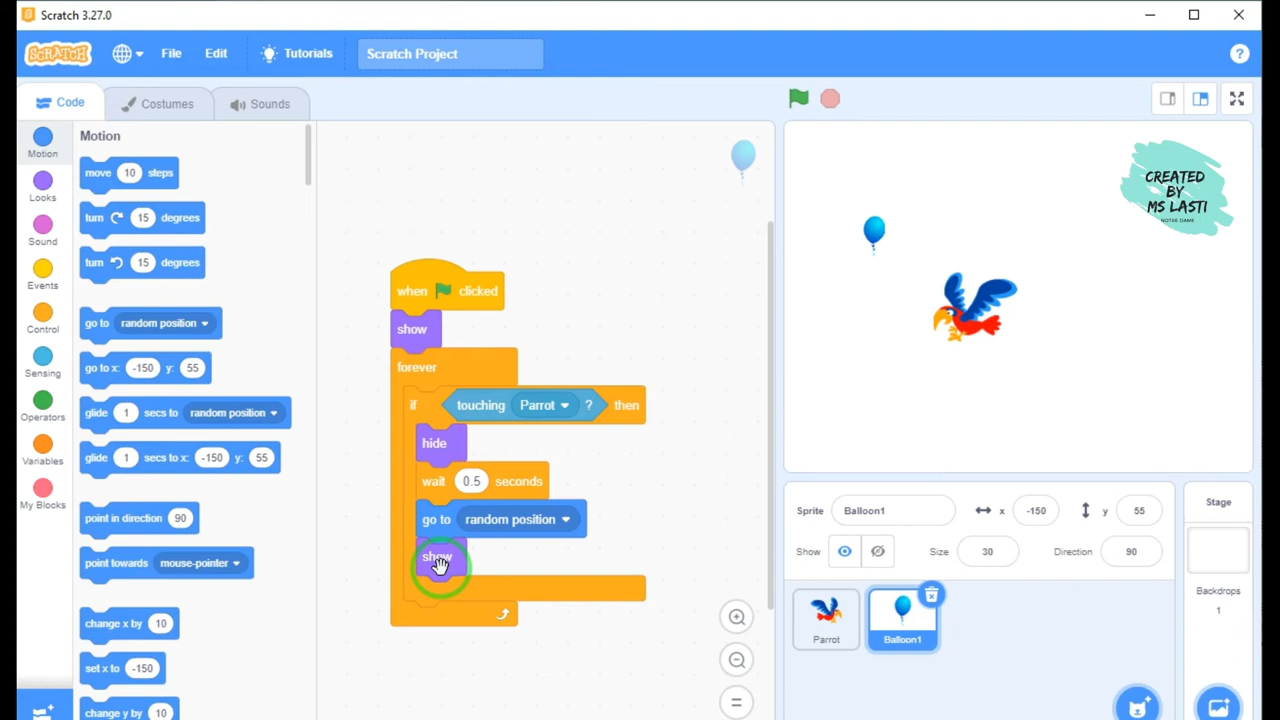 Scratch 3.27.0
SCRATCH
File
Edit
Tutorials
Scratch Project
?
Code
Costumes
Sounds
Motion
Looks
Sound
Events
Control
Sensing
Operators
Variables
My Blocks
Motion
move 10 steps
turn 15 degrees
turn 15 degrees
go to random position
go to x: -150 y: 55
glide 1 secs to random position
glide 1 secs to x: -150 y: 55
point in direction 90
point towards mouse-pointer
change x by 10
set x to -150
change y by 10
when clicked
show
forever
if touching Parrot ? then
hide
wait 0.5 seconds
go to random position
show
CREATED
BY
MS LASTI
NOTRE DAME
Sprite Balloon1 x -150 y 55
Show Size 30 Direction 90
Parrot
Balloon1
Stage
Backdrops
1